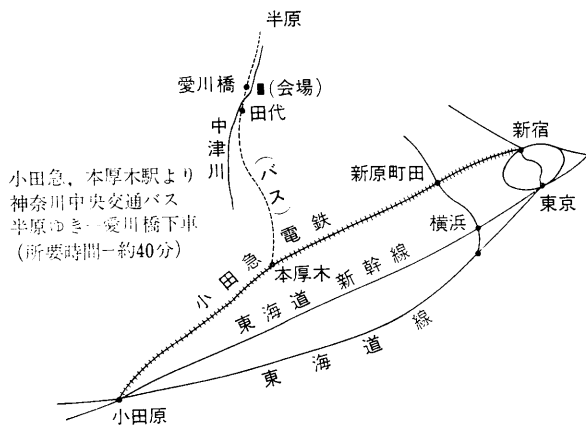 半原
愛川橋
(会場)
田代
中津川
(バス)
新宿
新原町田
東京
横浜
小田急，本厚木駅より
神奈川中央交通バス
半原ゆき―愛川橋下車
(所要時間―約40分)
小田急電鉄
本厚木
東海道新幹線
東海道線
小田原